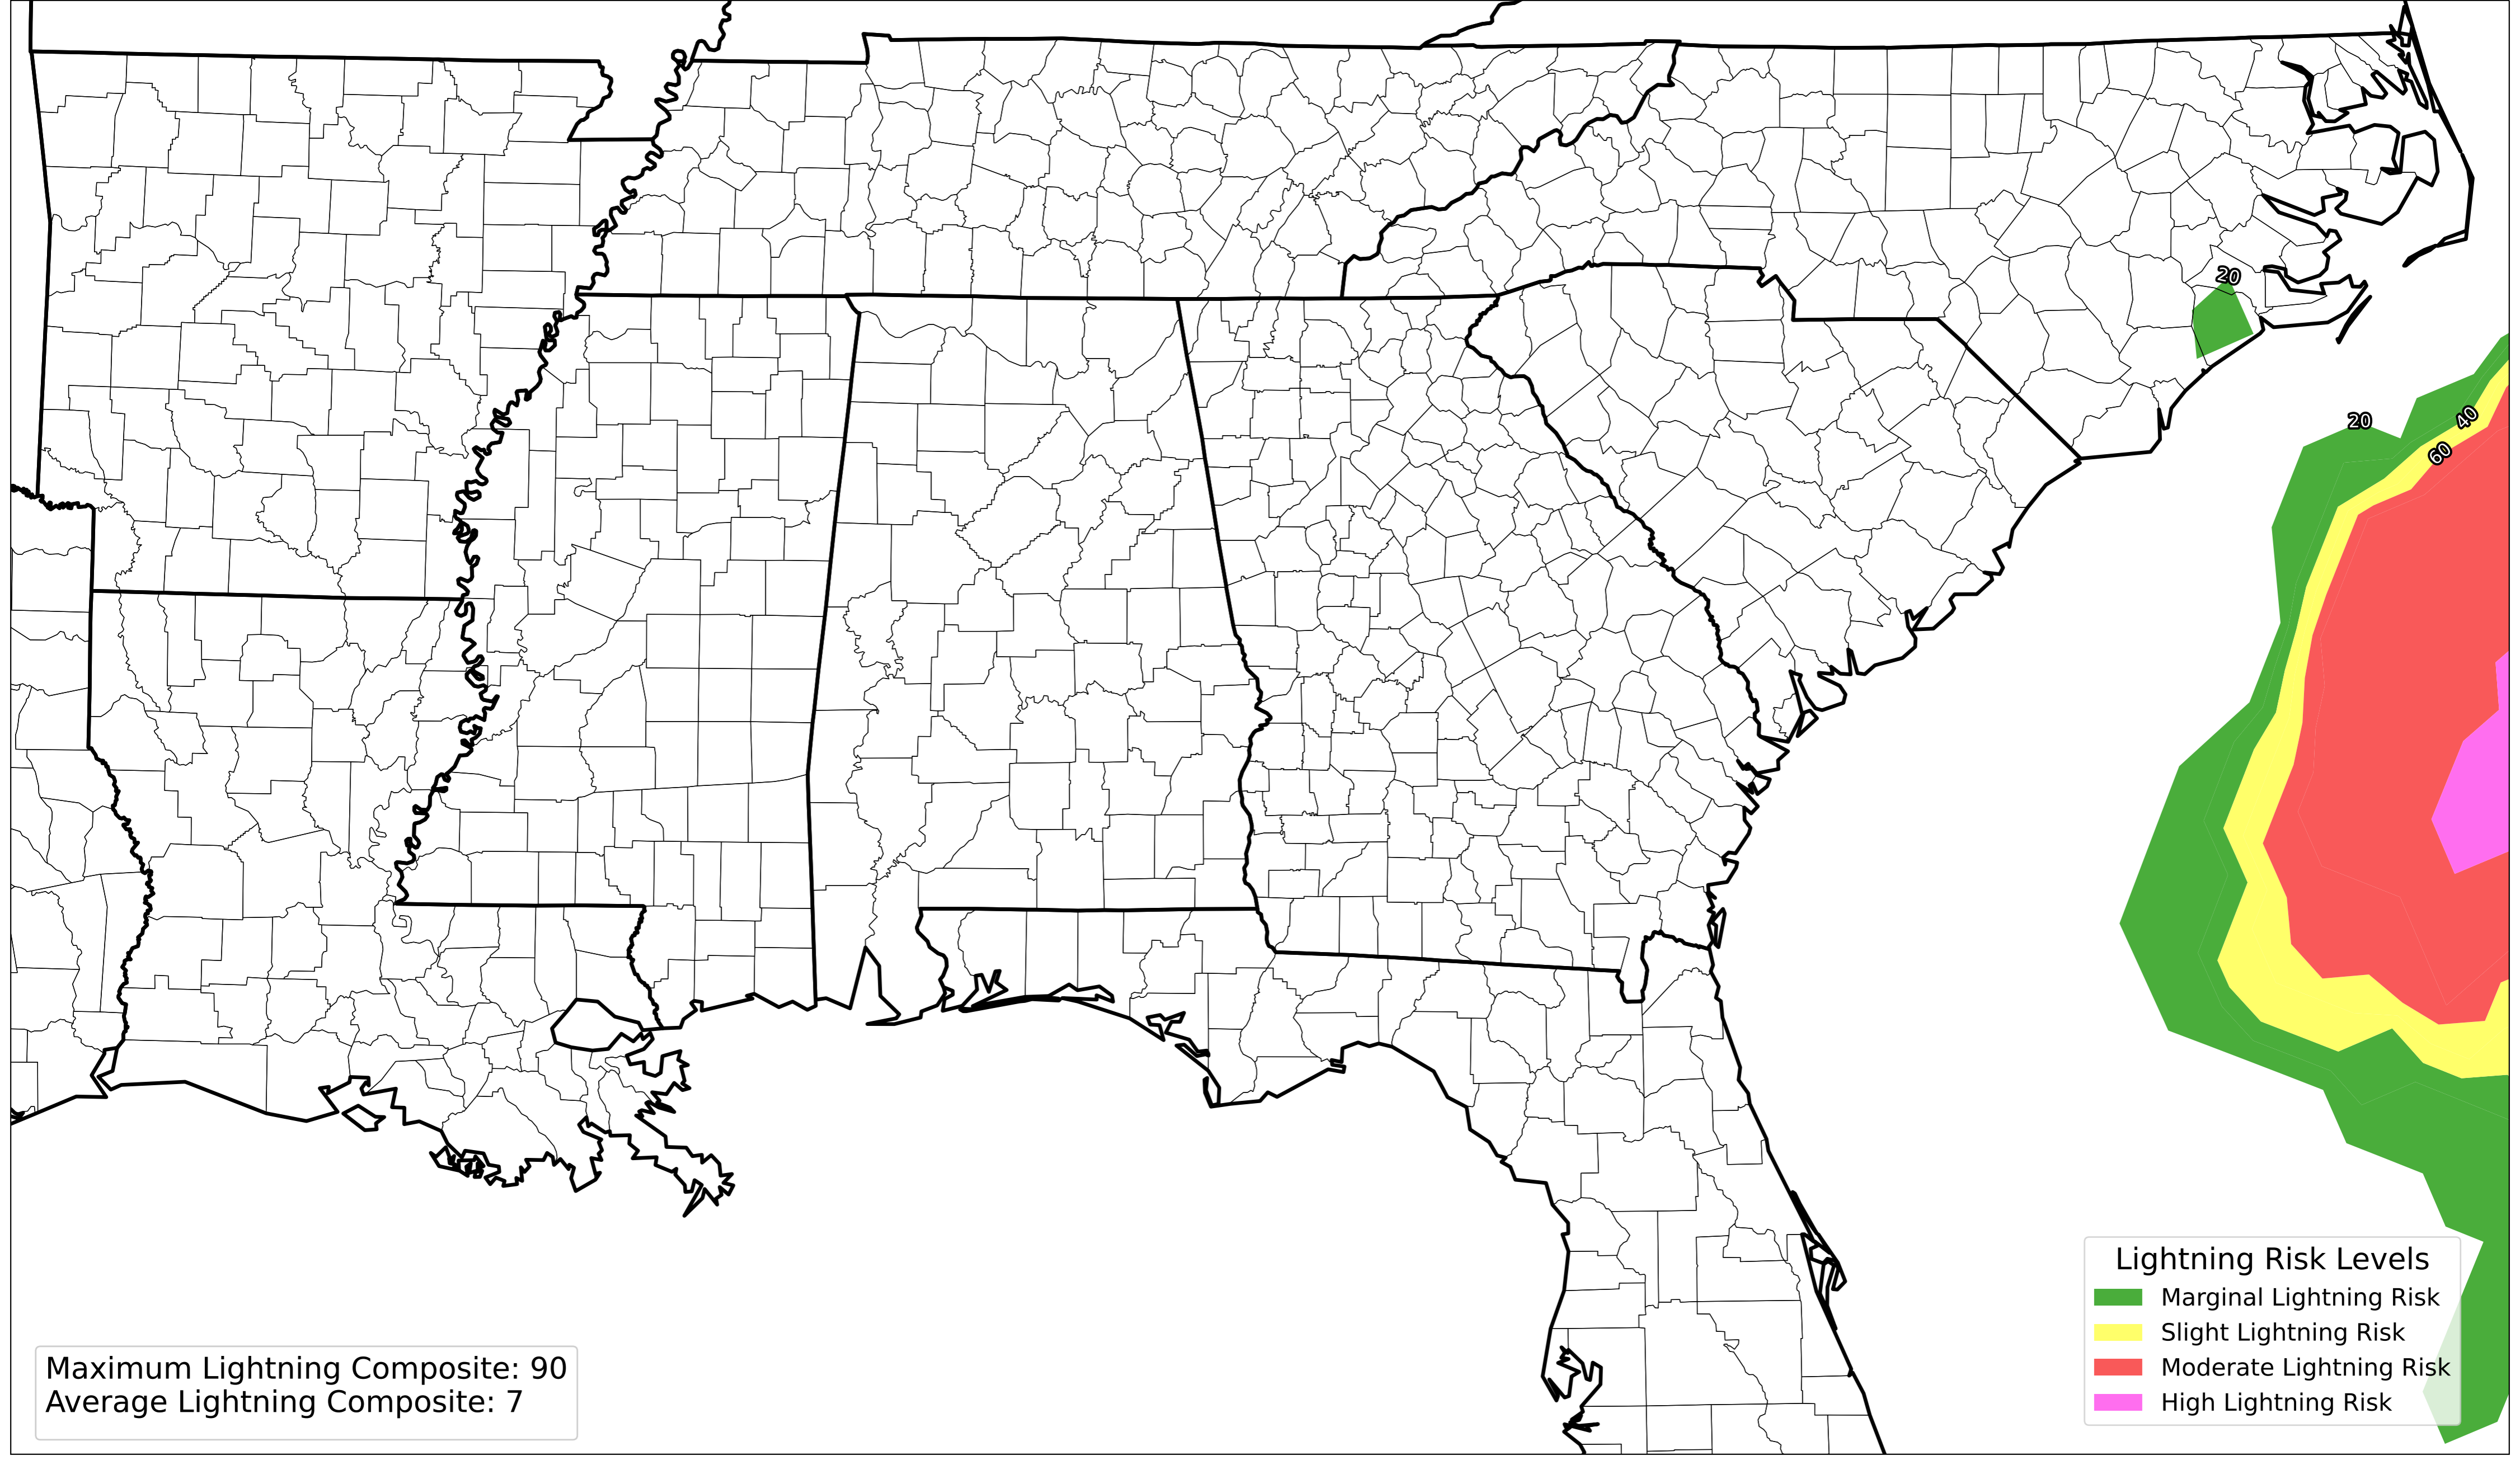 20
20
40
60
Lightning Risk Levels
Marginal Lightning Risk
Slight Lightning Risk
Moderate Lightning Risk
High Lightning Risk
Maximum Lightning Composite: 90
Average Lightning Composite: 7